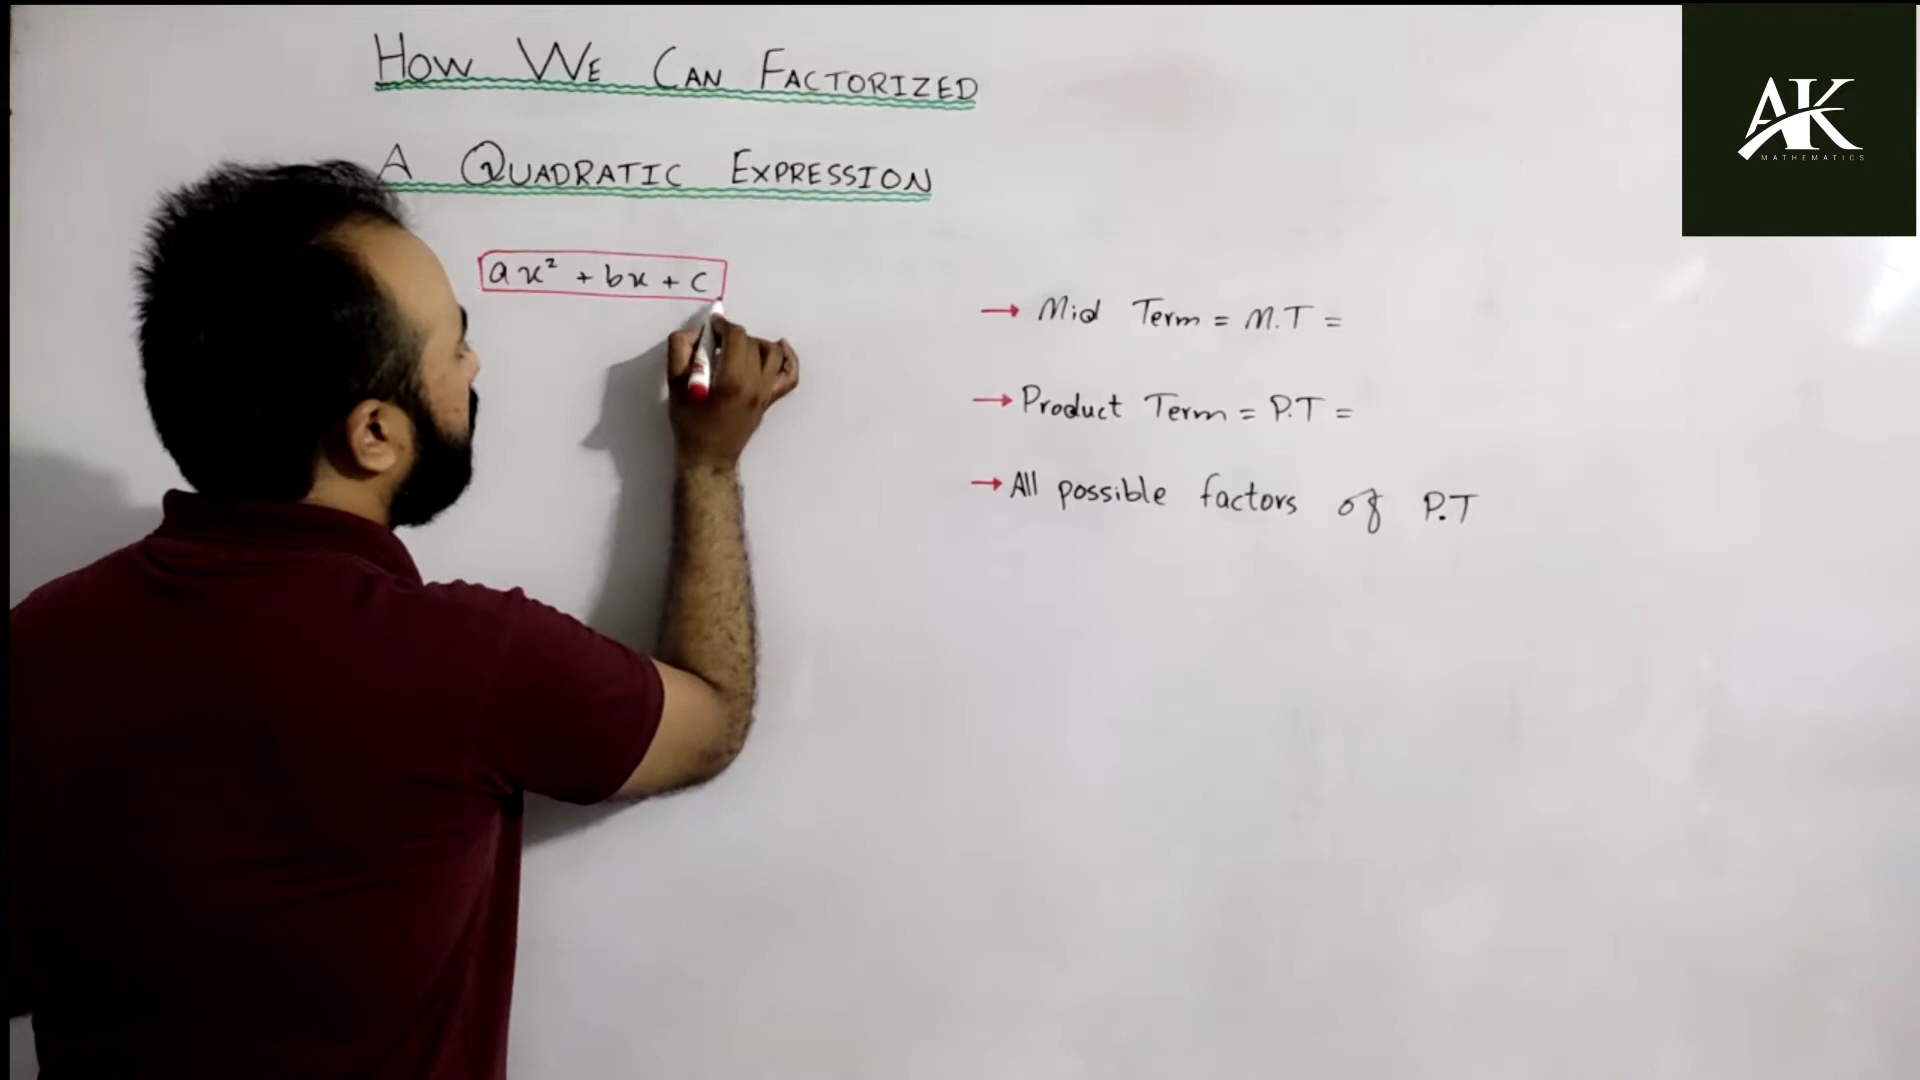 HOW WE CAN FACTORIZED
A QUADRATIC EXPRESSION
ax² + bx + c
→ Mid Term = M.T =
→ Product Term = P.T =
→ All possible factors of P.T
AK
MATHEMATICS